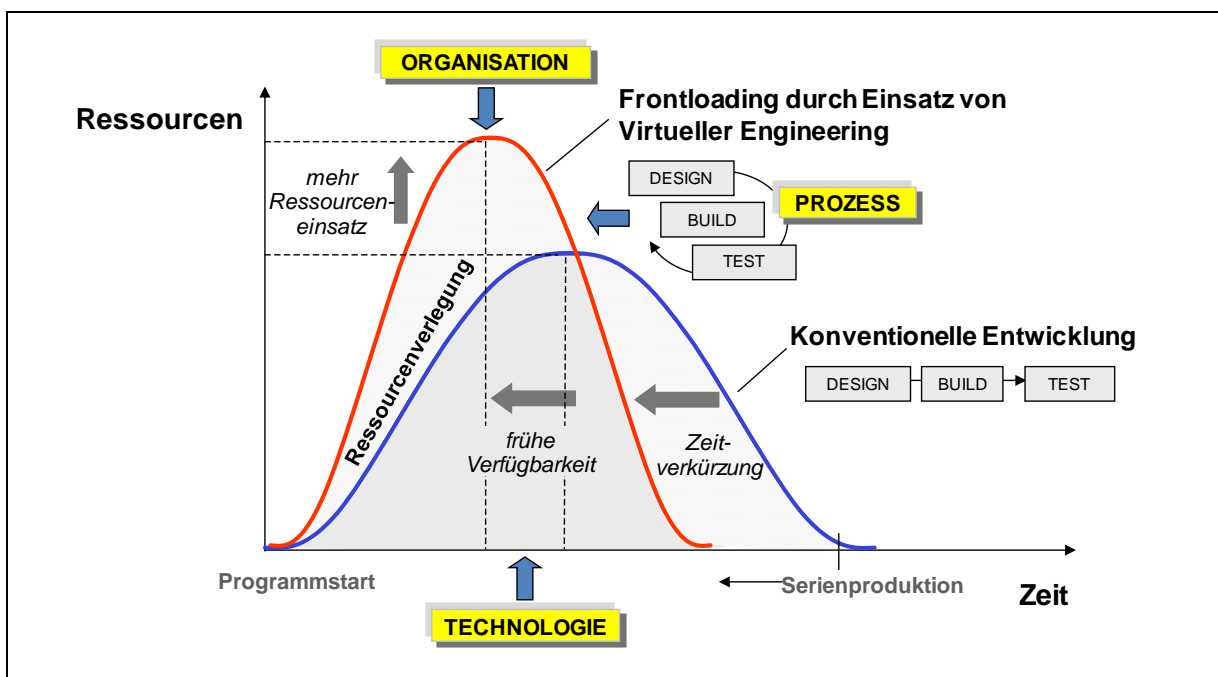 ORGANISATION
Ressourcen
Frontloading durch Einsatz von
Virtueller Engineering
mehr
Ressourcen-
einsatz
DESIGN
BUILD
TEST
PROZESS
Ressourcenverlegung
Konventionelle Entwicklung
DESIGN
BUILD
TEST
frühe
Verfügbarkeit
Zeit-
verkürzung
Programmstart
Serienproduktion
Zeit
TECHNOLOGIE